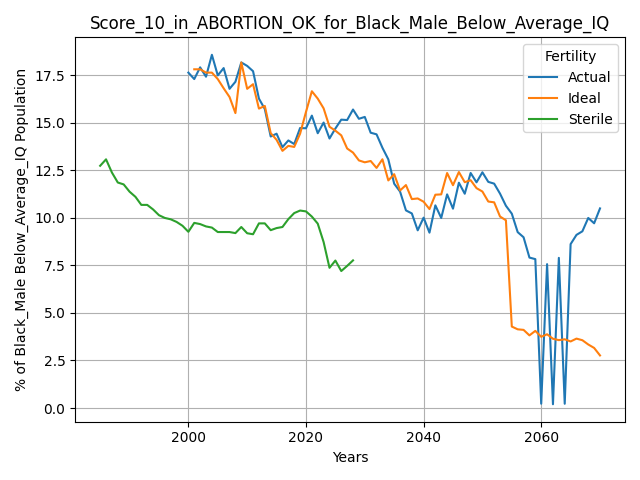 Score_10_in_ABORTION_OK_for_Black_Male_Below_Average_IQ
Fertility
Actual
Ideal
Sterile
% of Black_Male Below_Average_IQ Population
17.5
15.0
12.5
10.0
7.5
5.0
2.5
0.0
2000
2020
2040
2060
Years